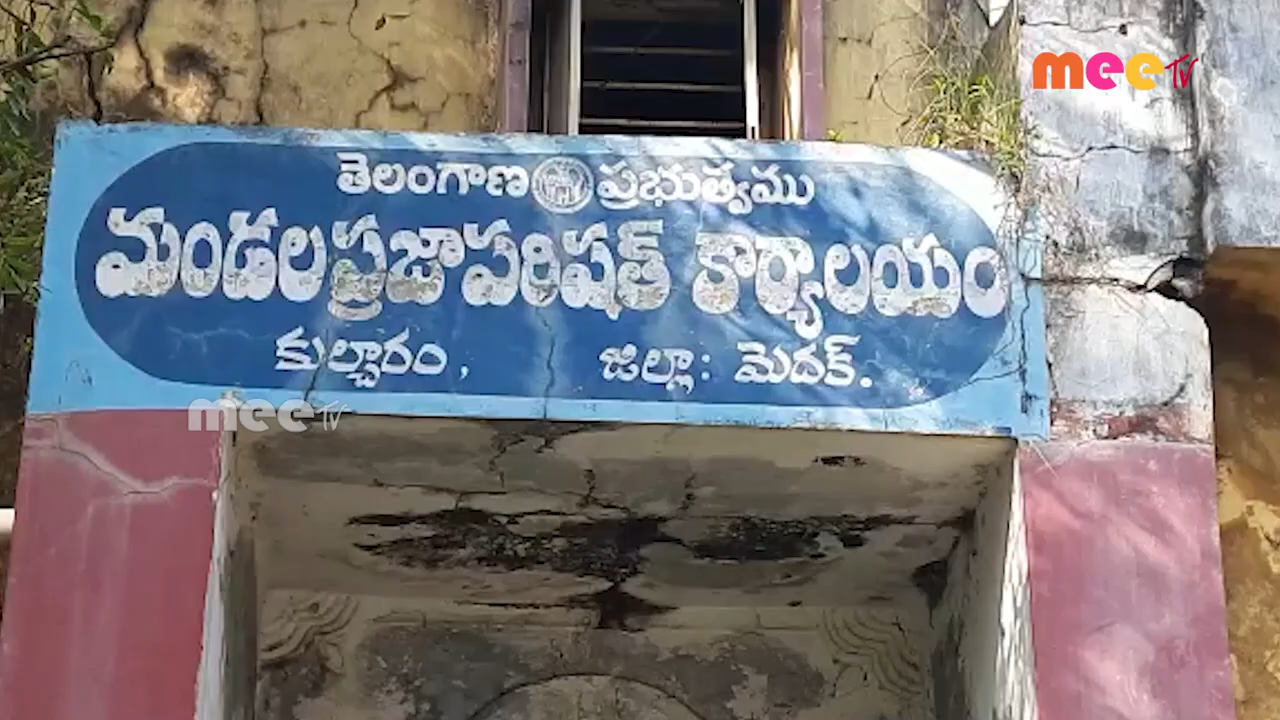 mee TV
తెలంగాణ ప్రభుత్వము
మండల ప్రజా పరిషత్ కార్యాలయం
కుల్చారం, జిల్లా: మెదక్.
mee TV